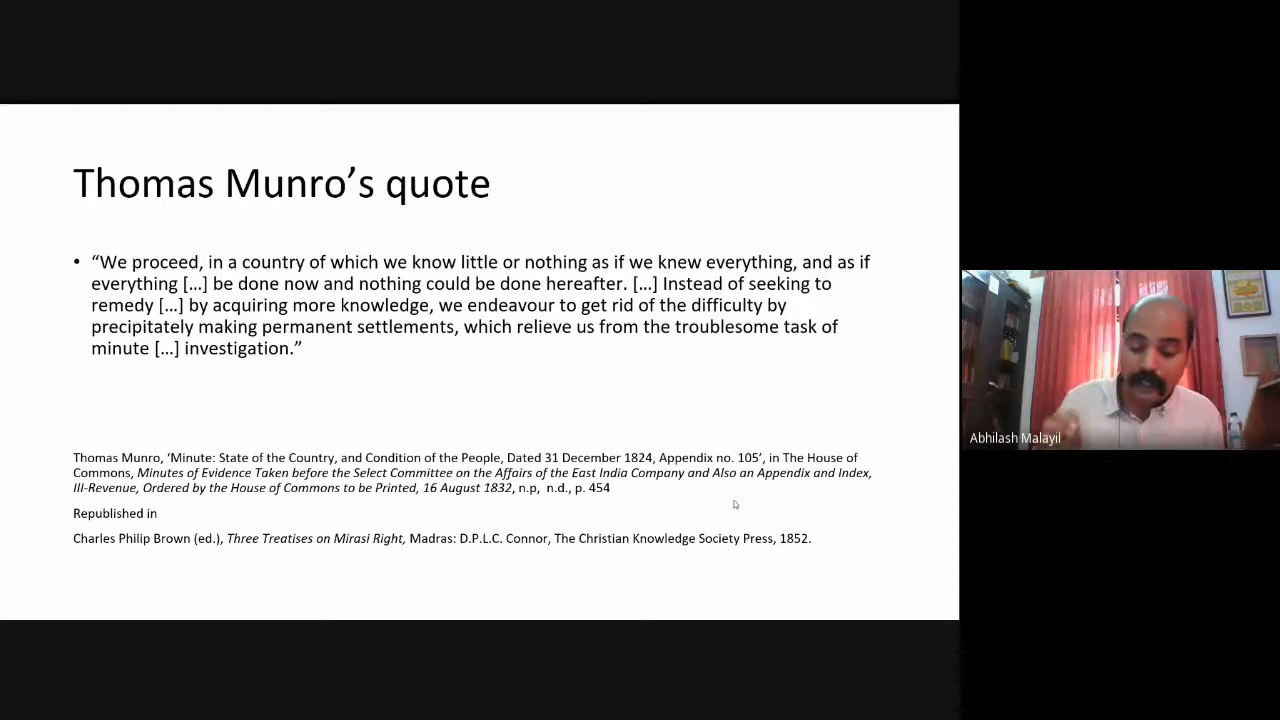 Thomas Munro’s quote
• “We proceed, in a country of which we know little or nothing as if we knew everything, and as if
everything [...] be done now and nothing could be done hereafter. [...] Instead of seeking to
remedy [...] by acquiring more knowledge, we endeavour to get rid of the difficulty by
precipitately making permanent settlements, which relieve us from the troublesome task of
minute [...] investigation.”
Thomas Munro, ‘Minute: State of the Country, and Condition of the People, Dated 31 December 1824, Appendix no. 105’, in The House of
Commons, Minutes of Evidence Taken before the Select Committee on the Affairs of the East India Company and Also an Appendix and Index,
III-Revenue, Ordered by the House of Commons to be Printed, 16 August 1832, n.p, n.d., p. 454
Republished in
Charles Philip Brown (ed.), Three Treatises on Mirasi Right, Madras: D.P.L.C. Connor, The Christian Knowledge Society Press, 1852.
Abhilash Malayil